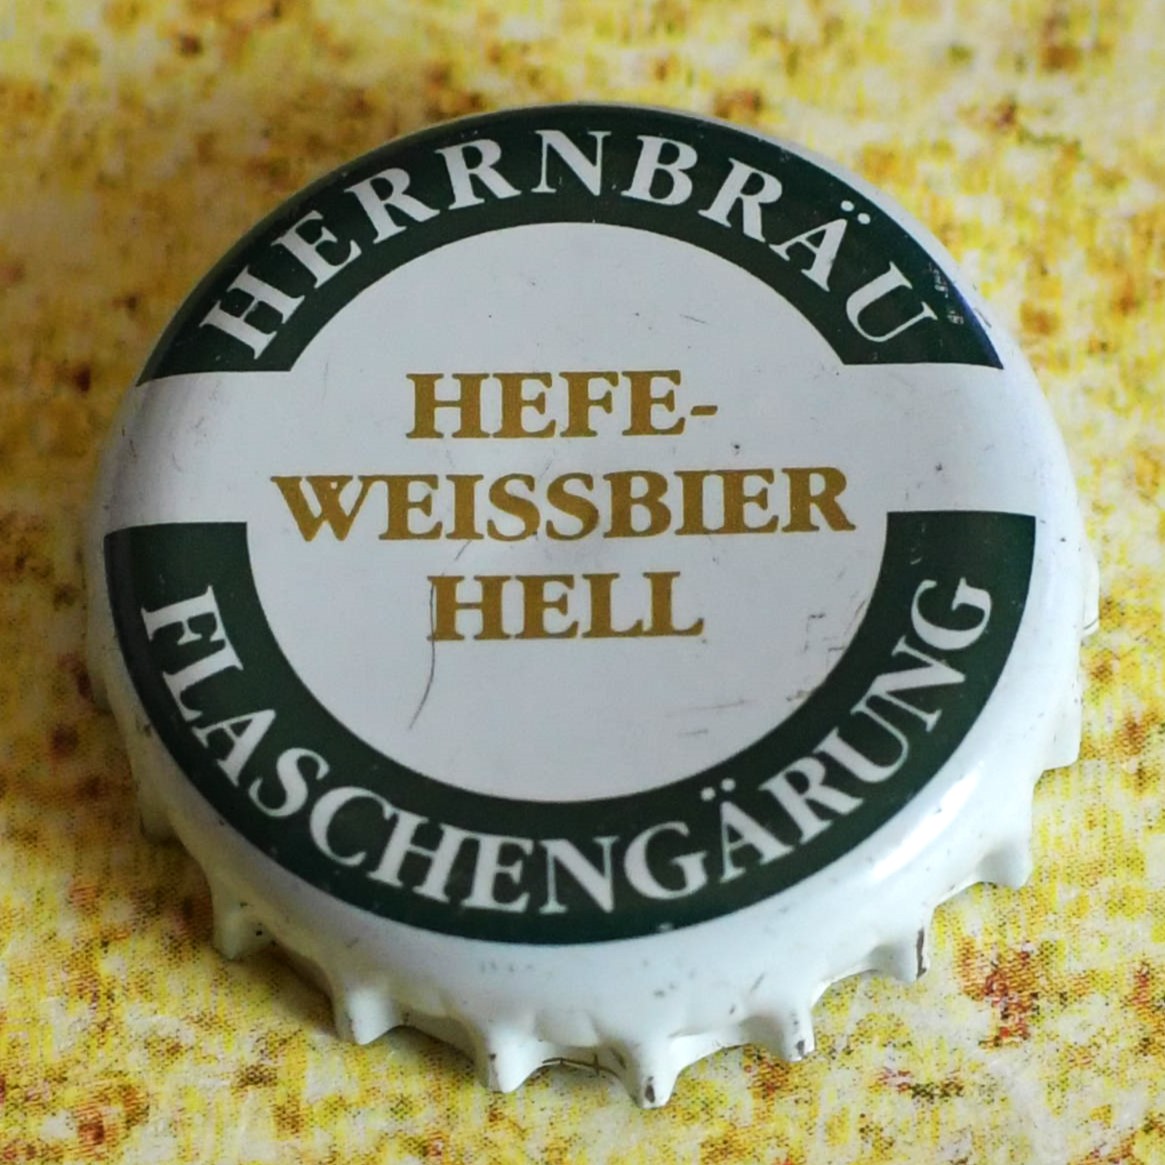 HERRNBRÄU
HEFE-
WEISSBIER
HELL
FLASCHENGÄRUNG